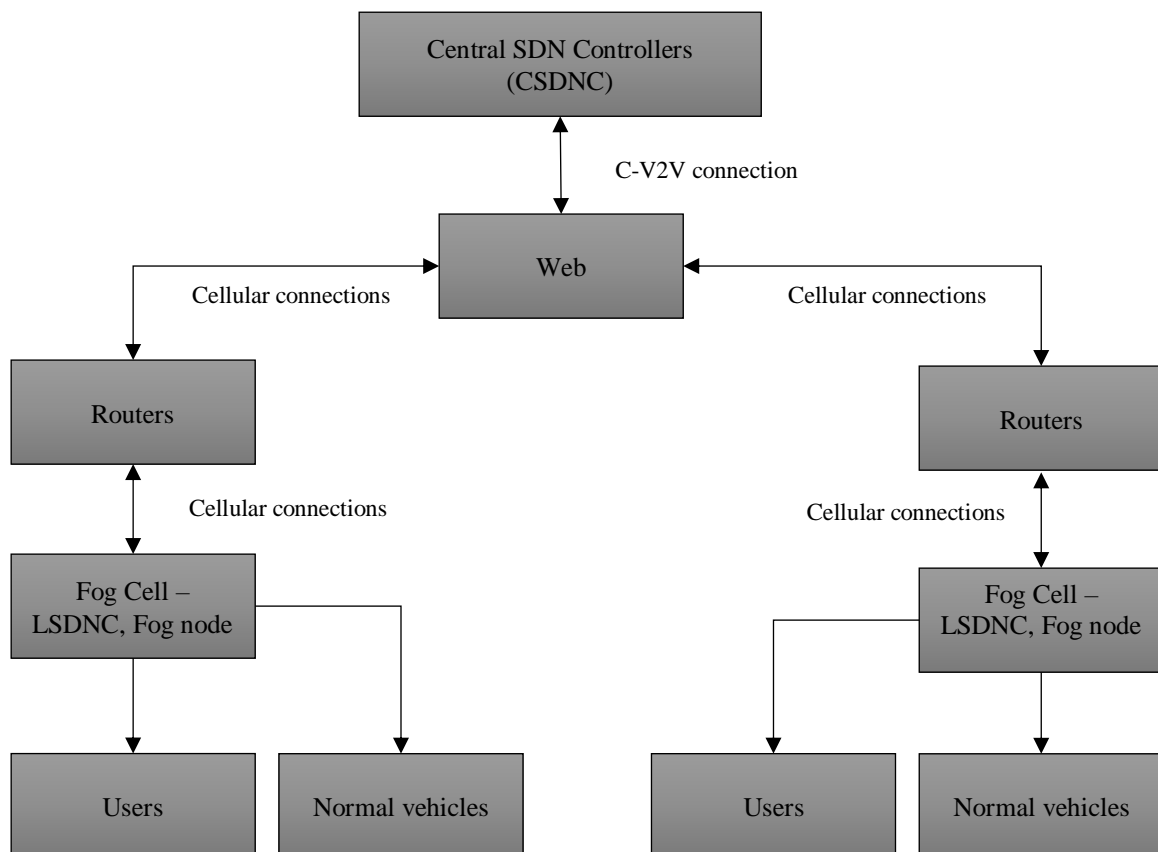 Central SDN Controllers
(CSDNC)
C-V2V connection
Web
Cellular connections
Cellular connections
Routers
Routers
Cellular connections
Cellular connections
Fog Cell –
LSDNC, Fog node
Fog Cell –
LSDNC, Fog node
Users
Normal vehicles
Users
Normal vehicles